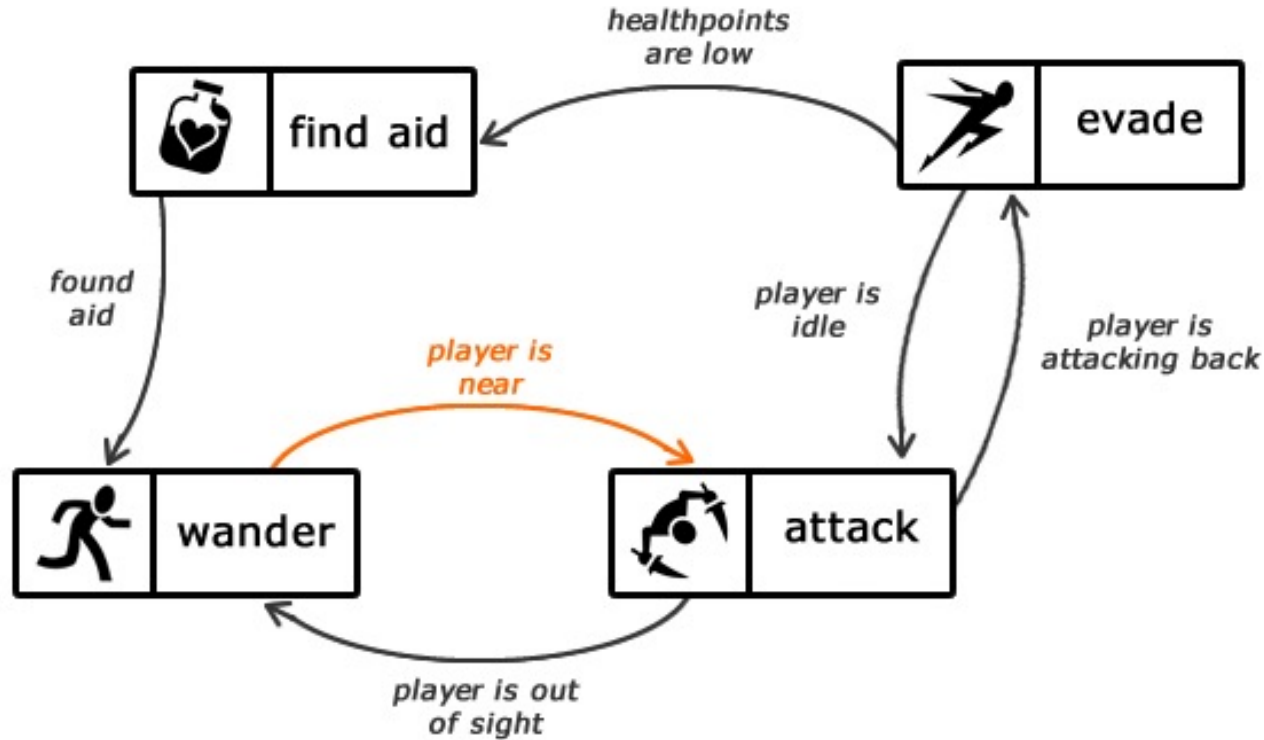 healthpoints
are low
find aid
evade
found
aid
player is
idle
player is
attacking back
player is
near
wander
attack
player is out
of sight